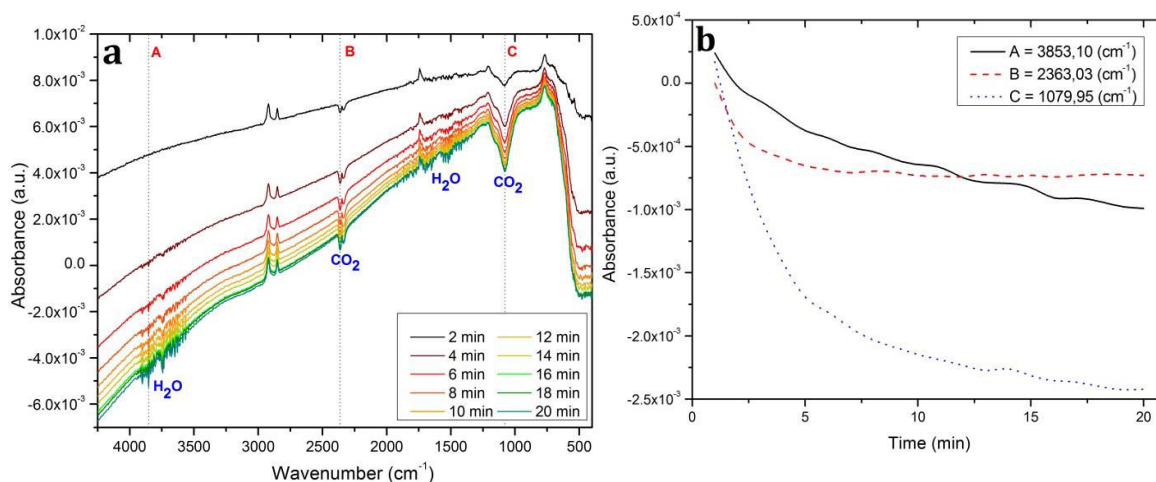 a
A
B
C
1.0x10⁻²
8.0x10⁻³
6.0x10⁻³
4.0x10⁻³
2.0x10⁻³
0.0
-2.0x10⁻³
-4.0x10⁻³
-6.0x10⁻³
Absorbance (a.u.)
H₂O
CO₂
H₂O
CO₂
2 min
4 min
6 min
8 min
10 min
12 min
14 min
16 min
18 min
20 min
4000 3500 3000 2500 2000 1500 1000 500
Wavenumber (cm⁻¹)
b
5.0x10⁻⁴
0.0
-5.0x10⁻⁴
-1.0x10⁻³
-1.5x10⁻³
-2.0x10⁻³
-2.5x10⁻³
Absorbance (a.u.)
A = 3853,10 (cm⁻¹)
B = 2363,03 (cm⁻¹)
C = 1079,95 (cm⁻¹)
0 5 10 15 20
Time (min)